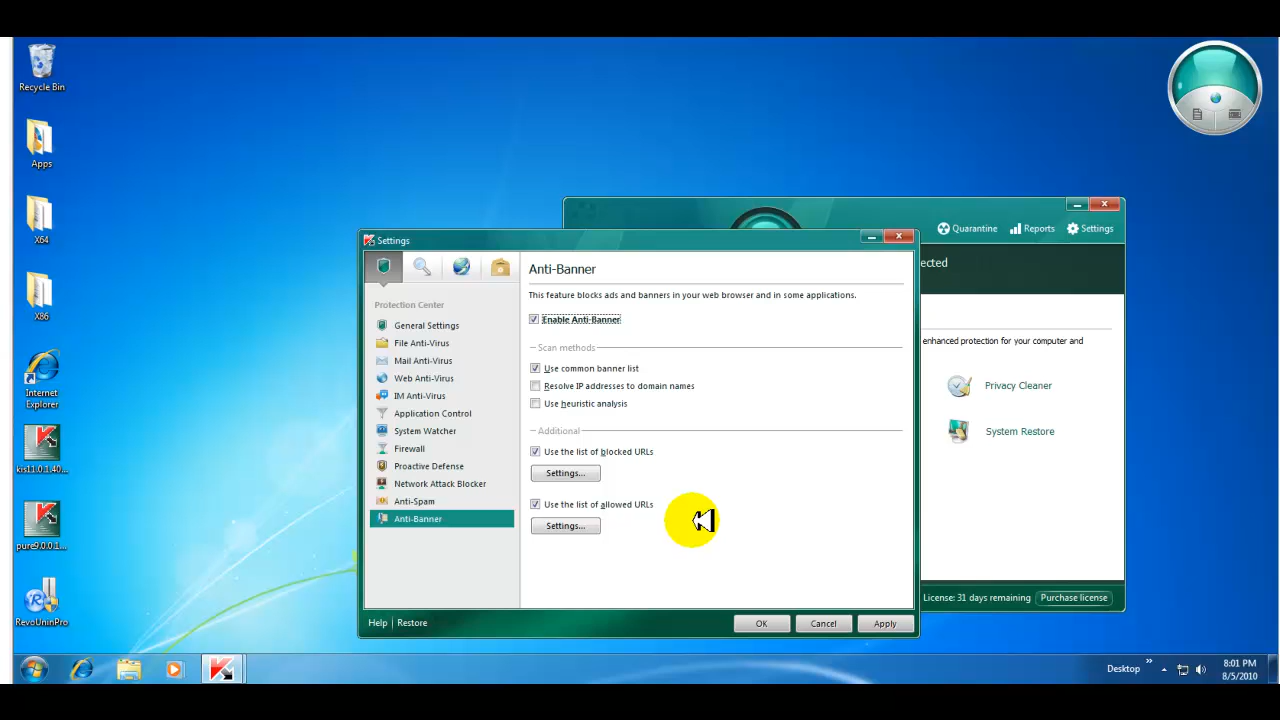 Recycle Bin
Apps
X64
X86
Internet
Explorer
kis11.0.1.40...
pure9.0.0.1...
RevoUninPro
Quarantine
Reports
Settings
ected
enhanced protection for your computer and
Privacy Cleaner
System Restore
License: 31 days remaining
Purchase license
Settings
Protection Center
General Settings
File Anti-Virus
Mail Anti-Virus
Web Anti-Virus
IM Anti-Virus
Application Control
System Watcher
Firewall
Proactive Defense
Network Attack Blocker
Anti-Spam
Anti-Banner
Anti-Banner
This feature blocks ads and banners in your web browser and in some applications.
Enable Anti-Banner
Scan methods
Use common banner list
Resolve IP addresses to domain names
Use heuristic analysis
Additional
Use the list of blocked URLs
Settings...
Use the list of allowed URLs
Settings...
Help | Restore
OK
Cancel
Apply
Desktop
8:01 PM
8/5/2010